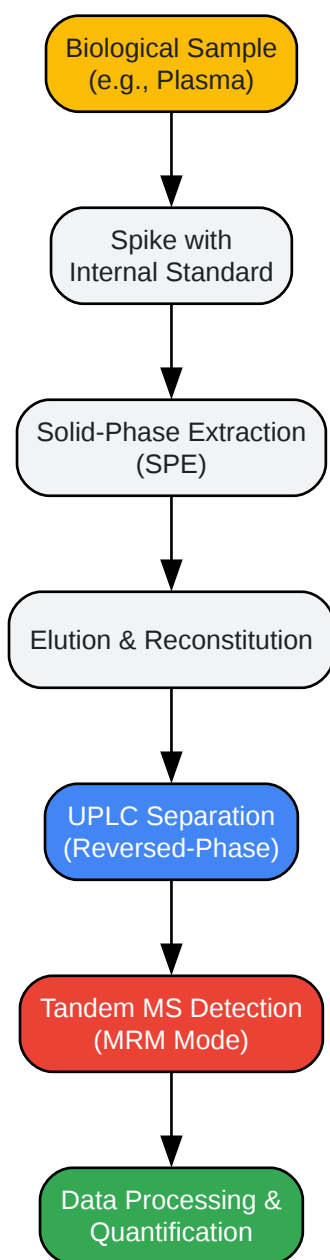 Biological Sample
(e.g., Plasma)
Spike with
Internal Standard
Solid-Phase Extraction
(SPE)
Elution & Reconstitution
UPLC Separation
(Reversed-Phase)
Tandem MS Detection
(MRM Mode)
Data Processing &
Quantification